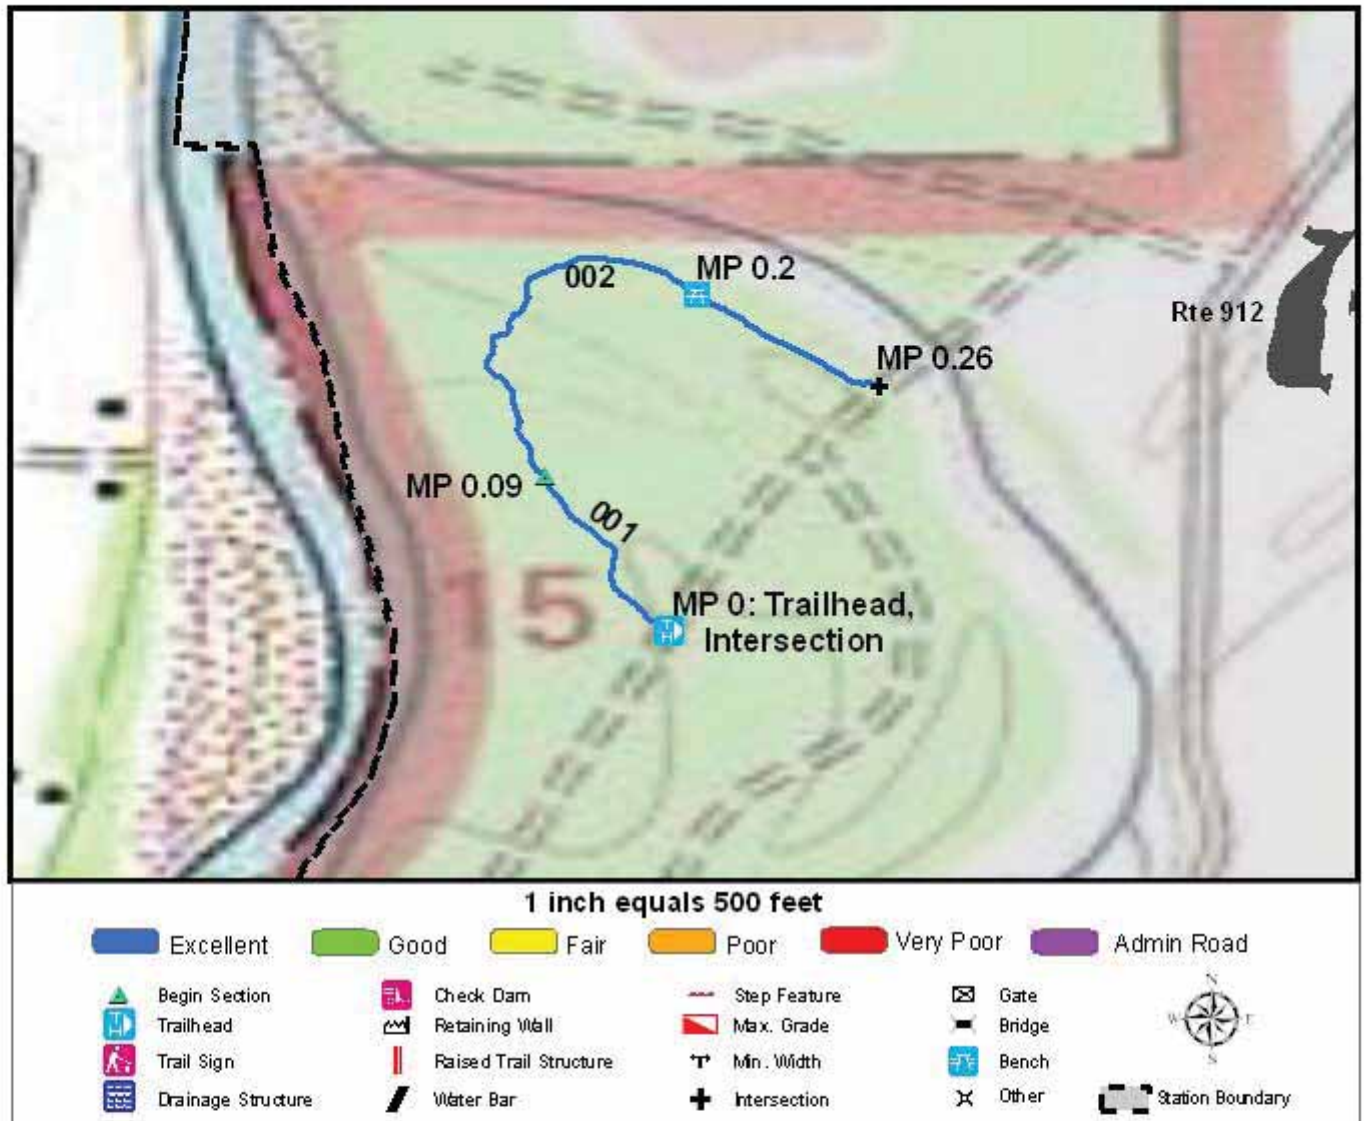 002
MP 0.2
Rte 912
MP 0.26
MP 0.09
001
15
MP 0: Trailhead,
Intersection
1 inch equals 500 feet
Excellent
Good
Fair
Poor
Very Poor
Admin Road
Begin Section
Check Dam
Step Feature
Gate
Trailhead
Retaining Wall
Max. Grade
Bridge
Trail Sign
Raised Trail Structure
Min. Width
Bench
Drainage Structure
Water Bar
Intersection
Other
Station Boundary
N
W
E
S